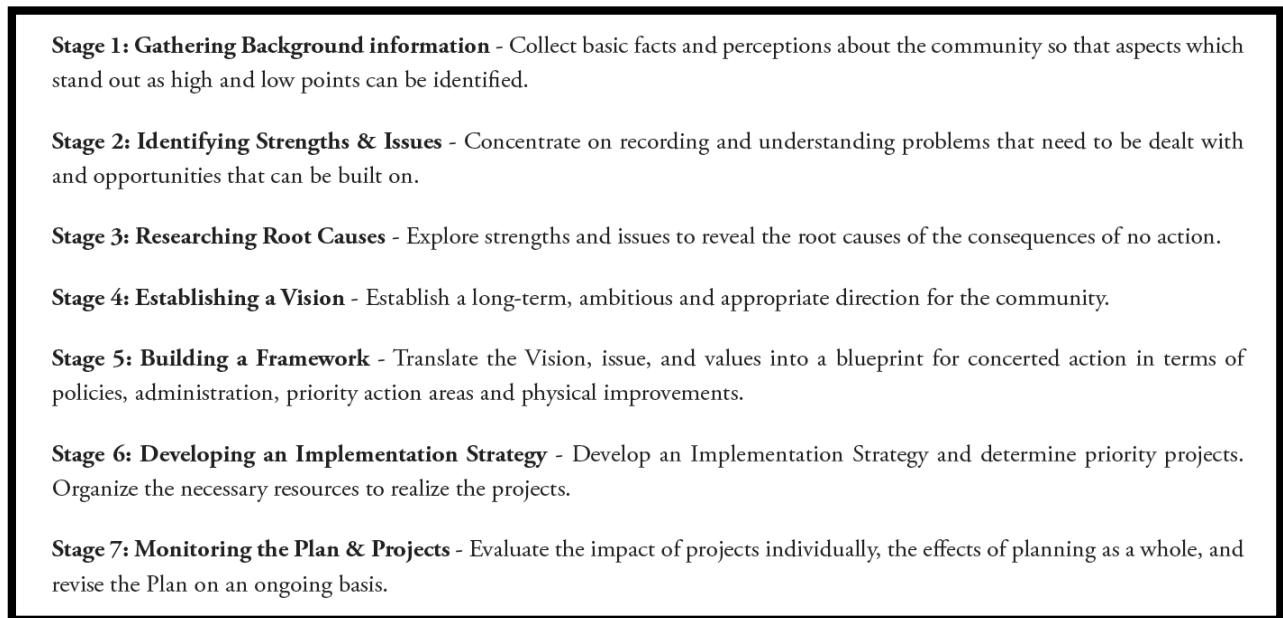 Stage 1: Gathering Background information - Collect basic facts and perceptions about the community so that aspects which
stand out as high and low points can be identified.
Stage 2: Identifying Strengths & Issues - Concentrate on recording and understanding problems that need to be dealt with
and opportunities that can be built on.
Stage 3: Researching Root Causes - Explore strengths and issues to reveal the root causes of the consequences of no action.
Stage 4: Establishing a Vision - Establish a long-term, ambitious and appropriate direction for the community.
Stage 5: Building a Framework - Translate the Vision, issue, and values into a blueprint for concerted action in terms of
policies, administration, priority action areas and physical improvements.
Stage 6: Developing an Implementation Strategy - Develop an Implementation Strategy and determine priority projects.
Organize the necessary resources to realize the projects.
Stage 7: Monitoring the Plan & Projects - Evaluate the impact of projects individually, the effects of planning as a whole, and
revise the Plan on an ongoing basis.